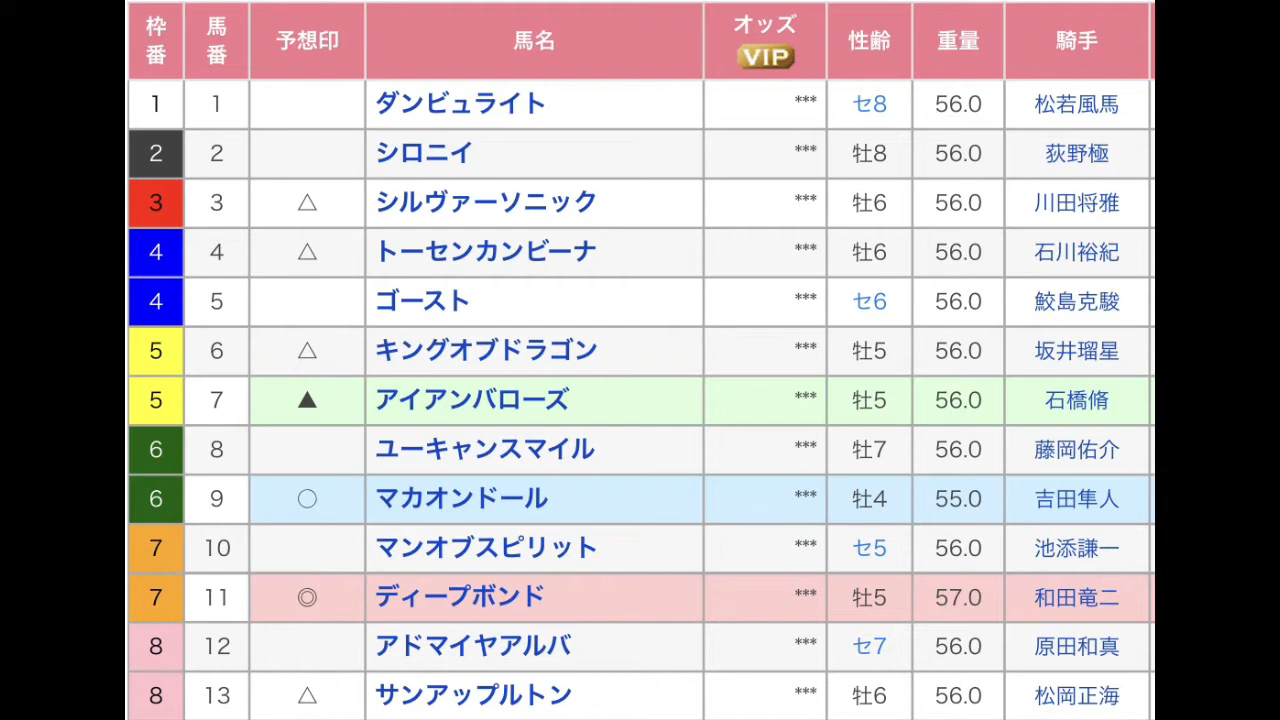 枠番 馬番 予想印 馬名 オッズ VIP 性齢 重量 騎手
1 1 ダンビュライト *** セ8 56.0 松若風馬
2 2 シロニイ *** 牡8 56.0 荻野極
3 3 △ シルヴァーソニック *** 牡6 56.0 川田将雅
4 4 △ トーセンカンビーナ *** 牡6 56.0 石川裕紀
4 5 ゴースト *** セ6 56.0 鮫島克駿
5 6 △ キングオブドラゴン *** 牡5 56.0 坂井瑠星
5 7 ▲ アイアンバローズ *** 牡5 56.0 石橋脩
6 8 ユーキャンスマイル *** 牡7 56.0 藤岡佑介
6 9 ○ マカオンドール *** 牡4 55.0 吉田隼人
7 10 マンオブスピリット *** セ5 56.0 池添謙一
7 11 ◎ ディープボンド *** 牡5 57.0 和田竜二
8 12 アドマイヤアルバ *** セ7 56.0 原田和真
8 13 △ サンアップルトン *** 牡6 56.0 松岡正海